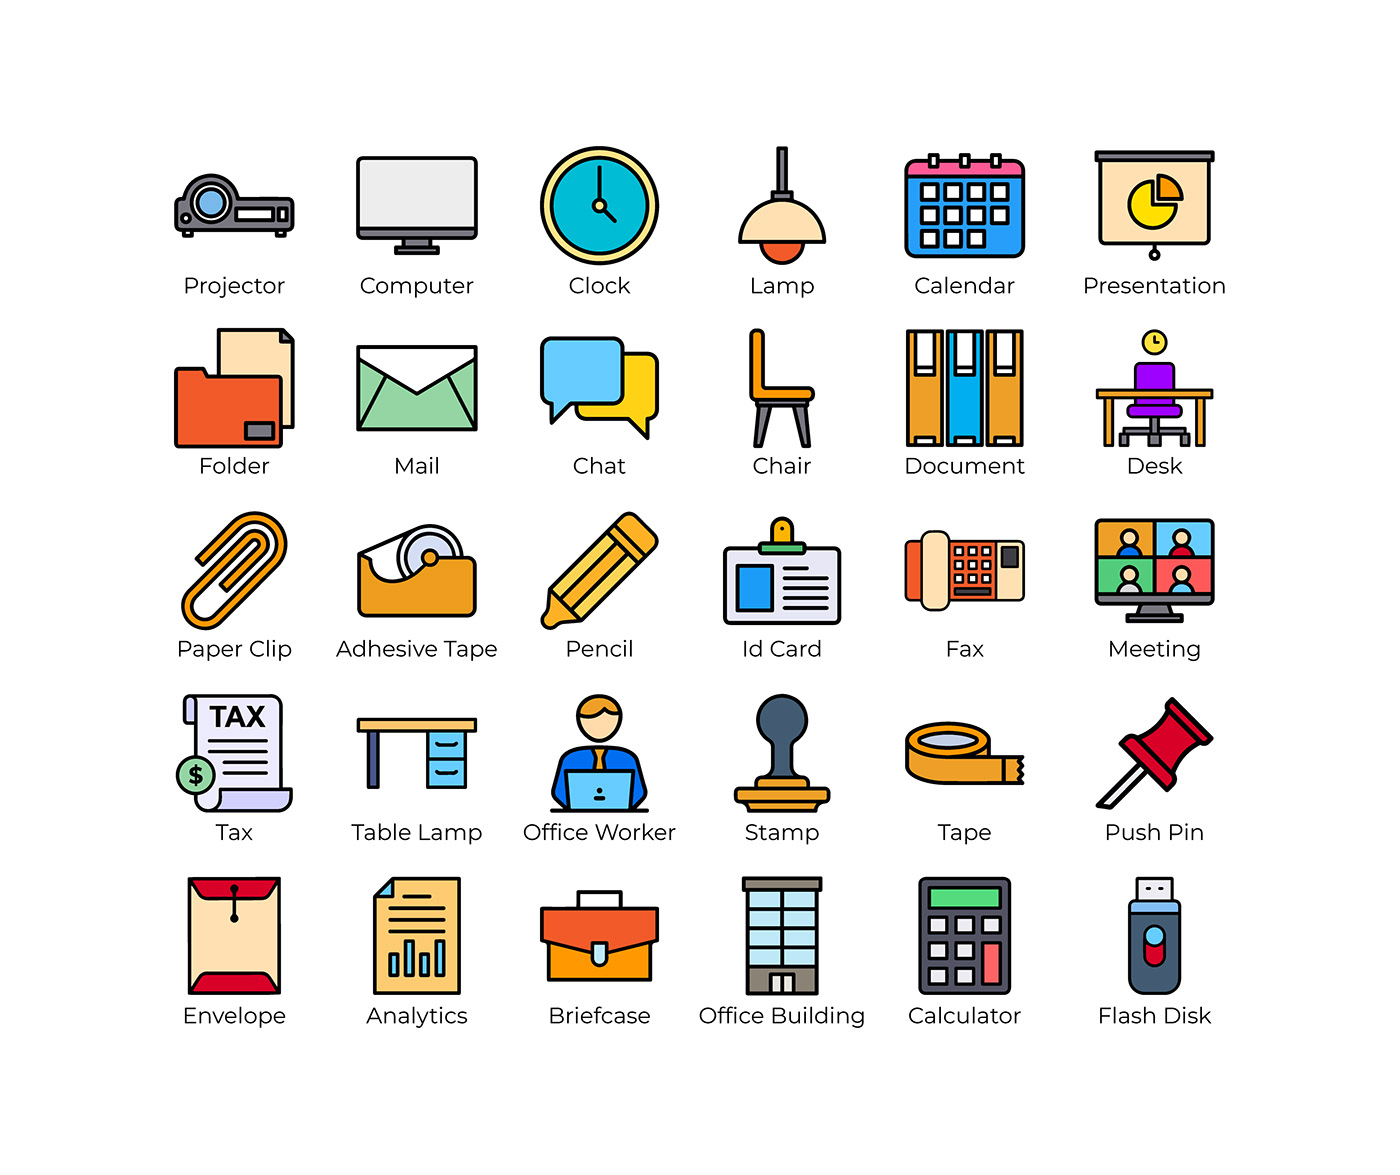 Projector
Computer
Clock
Lamp
Calendar
Presentation
Folder
Mail
Chat
Chair
Document
Desk
Paper Clip
Adhesive Tape
Pencil
Id Card
Fax
Meeting
TAX
$
Tax
Table Lamp
Office Worker
Stamp
Tape
Push Pin
Envelope
Analytics
Briefcase
Office Building
Calculator
Flash Disk